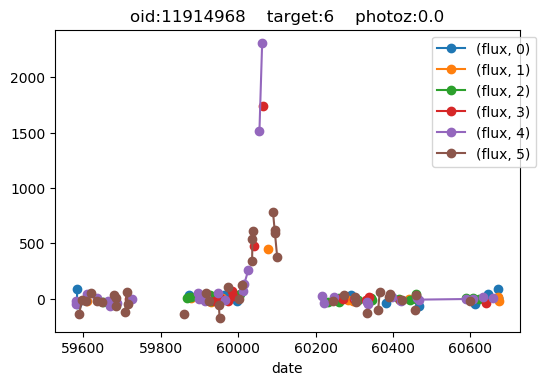 oid:11914968    target:6    photoz:0.0
2000
1500
1000
500
0
59600
59800
60000
60200
60400
60600
date
(flux, 0)
(flux, 1)
(flux, 2)
(flux, 3)
(flux, 4)
(flux, 5)